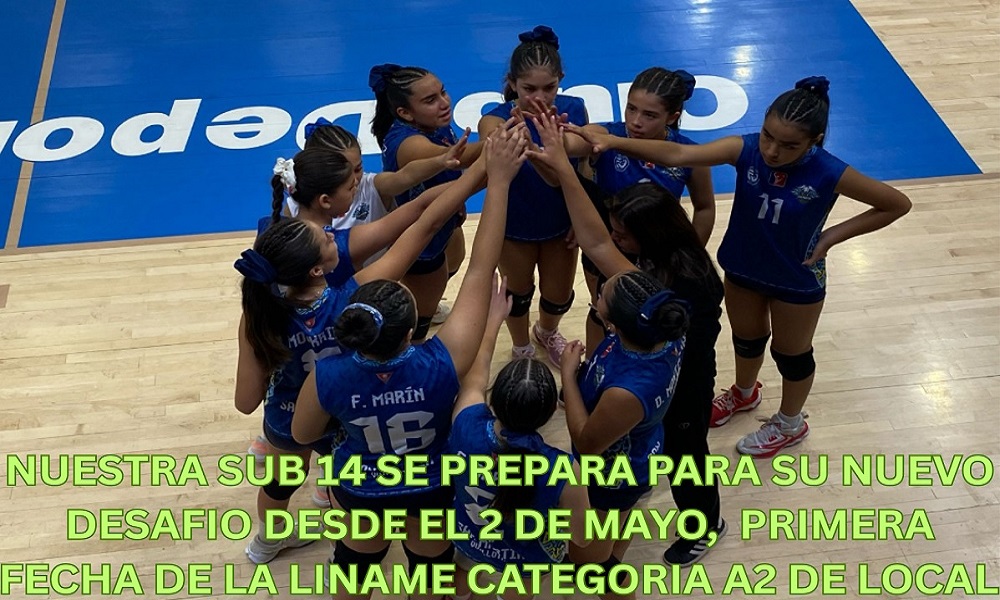 F. MARÍN
16
11
NUESTRA SUB 14 SE PREPARA PARA SU NUEVO
DESAFIO DESDE EL 2 DE MAYO, PRIMERA
FECHA DE LA LINAME CATEGORIA A2 DE LOCAL